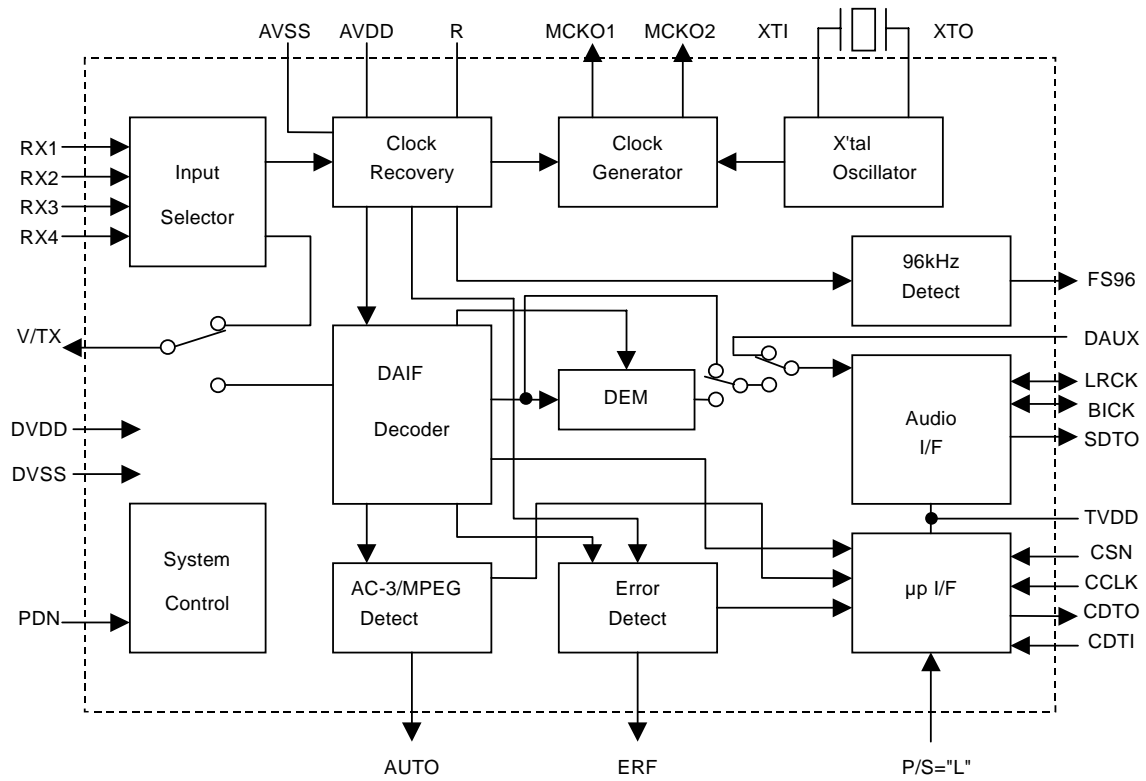 AVSS AVDD R MCKO1 MCKO2 XTI XTO
RX1
RX2
RX3
RX4
Input
Selector
Clock
Recovery
Clock
Generator
X'tal
Oscillator
96kHz
Detect
FS96
V/TX
DAUX
DAIF
Decoder
DEM
Audio
I/F
LRCK
BICK
SDTO
DVDD
DVSS
TVDD
System
Control
PDN
AC-3/MPEG
Detect
Error
Detect
µp I/F
CSN
CCLK
CDTO
CDTI
AUTO
ERF
P/S="L"